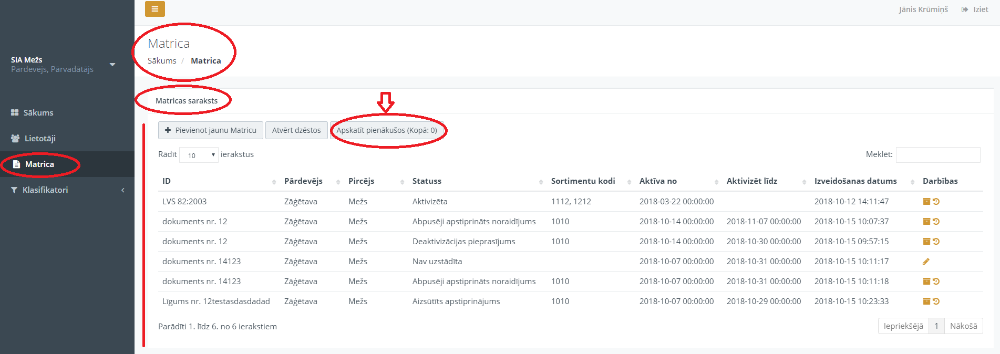 Jānis Krūmiņš Iziet
SIA Mežs
Pārdevējs, Pārvadātājs
Sākums
Lietotāji
Matrica
Klasifikatori
Matrica
Sākums / Matrica
Matricas saraksts
Pievienot jaunu Matricu Atvērt dzēstos Apskatīt pienākušos (Kopā: 0)
Rādīt 10 ierakstus Meklēt:
ID Pārdevējs Pircējs Statuss Sortimentu kodi Aktīva no Aktivizēt līdz Izveidošanas datums Darbības
LVS 82:2003 Zāģētava Mežs Aktivizēta 1112, 1212 2018-03-22 00:00:00 2018-10-12 14:11:47
dokuments nr. 12 Zāģētava Mežs Abpusēji apstiprināts noraidījums 1010 2018-10-14 00:00:00 2018-11-07 00:00:00 2018-10-15 10:07:37
dokuments nr. 12 Zāģētava Mežs Deaktivizācijas pieprasījums 1010 2018-10-14 00:00:00 2018-10-30 00:00:00 2018-10-15 09:57:15
dokuments nr. 14123 Zāģētava Mežs Nav uzstādīta 2018-10-07 00:00:00 2018-10-31 00:00:00 2018-10-15 10:11:17
dokuments nr. 14123 Zāģētava Mežs Abpusēji apstiprināts noraidījums 1010 2018-10-07 00:00:00 2018-10-31 00:00:00 2018-10-15 10:11:18
Līgums nr. 12testasdasdadad Zāģētava Mežs Aizsūtīts apstiprinājums 1010 2018-10-07 00:00:00 2018-10-29 00:00:00 2018-10-15 10:23:33
Parādīti 1. līdz 6. no 6 ierakstiem
Iepriekšējā 1 Nākošā